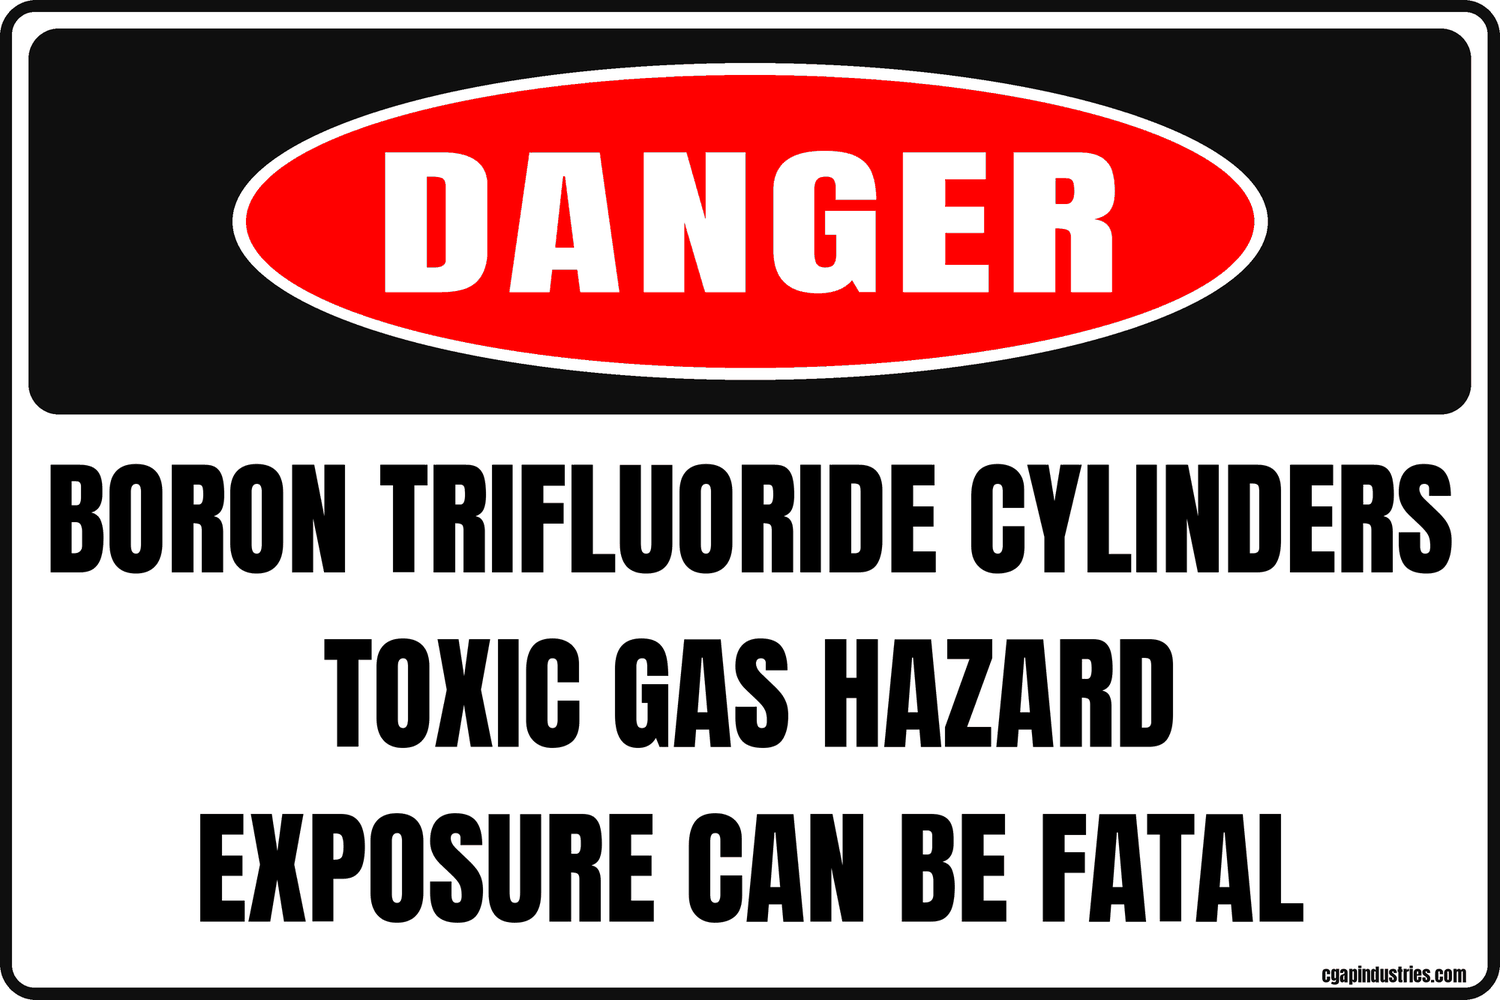 DANGER
BORON TRIFLUORIDE CYLINDERS
TOXIC GAS HAZARD
EXPOSURE CAN BE FATAL
cgapindustries.com